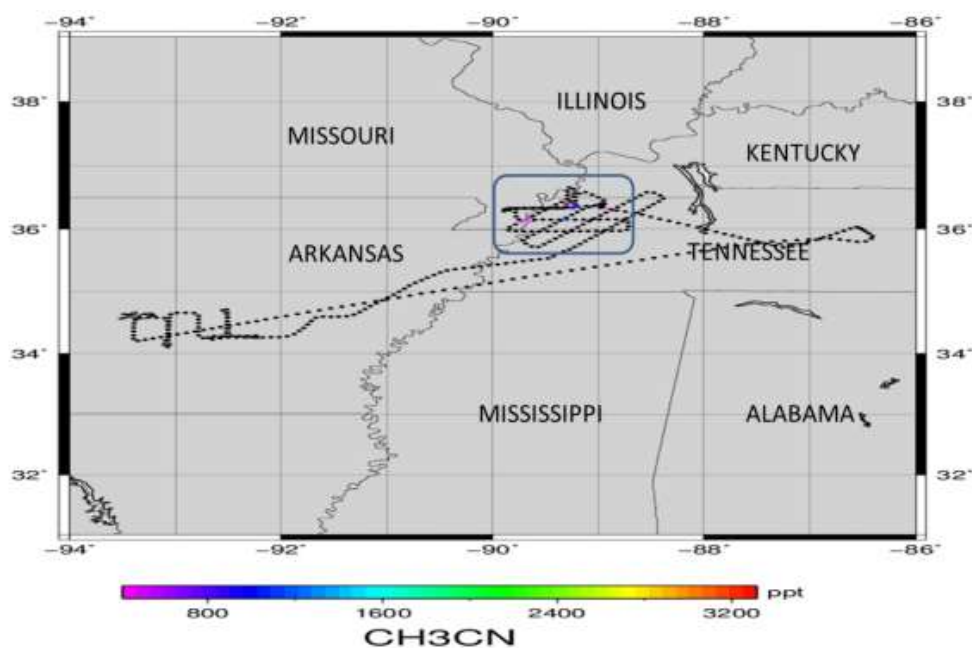 −94° −92° −90° −88° −86°
38° 38°
ILLINOIS
MISSOURI
KENTUCKY
36° 36°
ARKANSAS TENNESSEE
34° 34°
MISSISSIPPI ALABAMA
32° 32°
−94° −92° −90° −88° −86°
ppt
800 1600 2400 3200
CH3CN